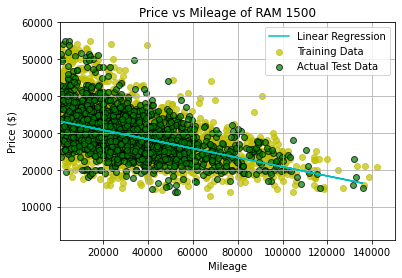 Price vs Mileage of RAM 1500
60000
50000
40000
30000
20000
10000
Price ($)
Linear Regression
Training Data
Actual Test Data
20000 40000 60000 80000 100000 120000 140000
Mileage